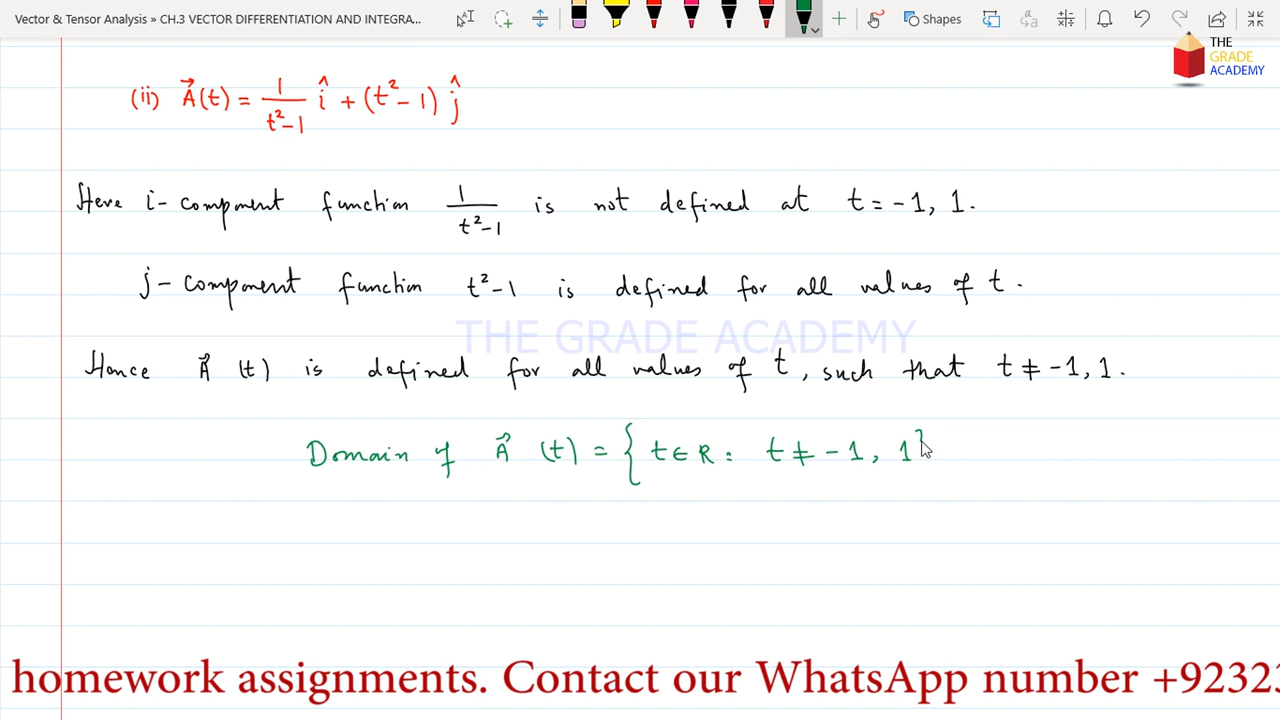 Vector & Tensor Analysis » CH.3 VECTOR DIFFERENTIATION AND INTEGRA...
Shapes
THE
GRADE
ACADEMY
(ii) A⃗(t) = 1/(t²-1) î + (t²-1) ĵ
Here i-component function 1/(t²-1) is not defined at t = -1, 1.
j-component function t²-1 is defined for all values of t.
THE GRADE ACADEMY
Hence A⃗ (t) is defined for all values of t, such that t ≠ -1, 1.
Domain of A⃗ (t) = { t ∈ R : t ≠ -1, 1
homework assignments. Contact our WhatsApp number +9232